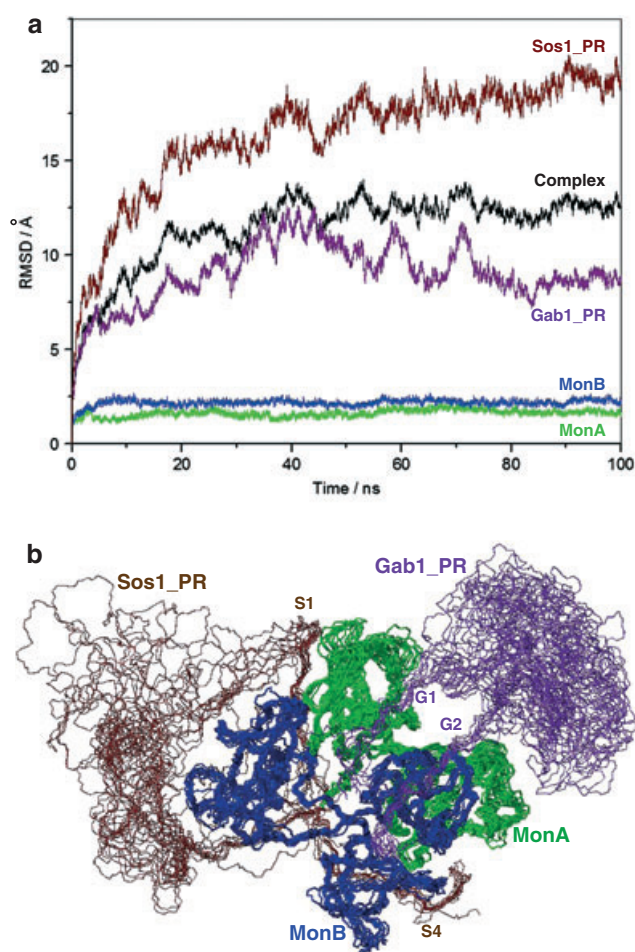 a
Sos1_PR
Complex
Gab1_PR
MonB
MonA
RMSD / Å
20
15
10
5
0
0 20 40 60 80 100
Time / ns
b
Sos1_PR
Gab1_PR
S1
G1
G2
MonA
MonB
S4